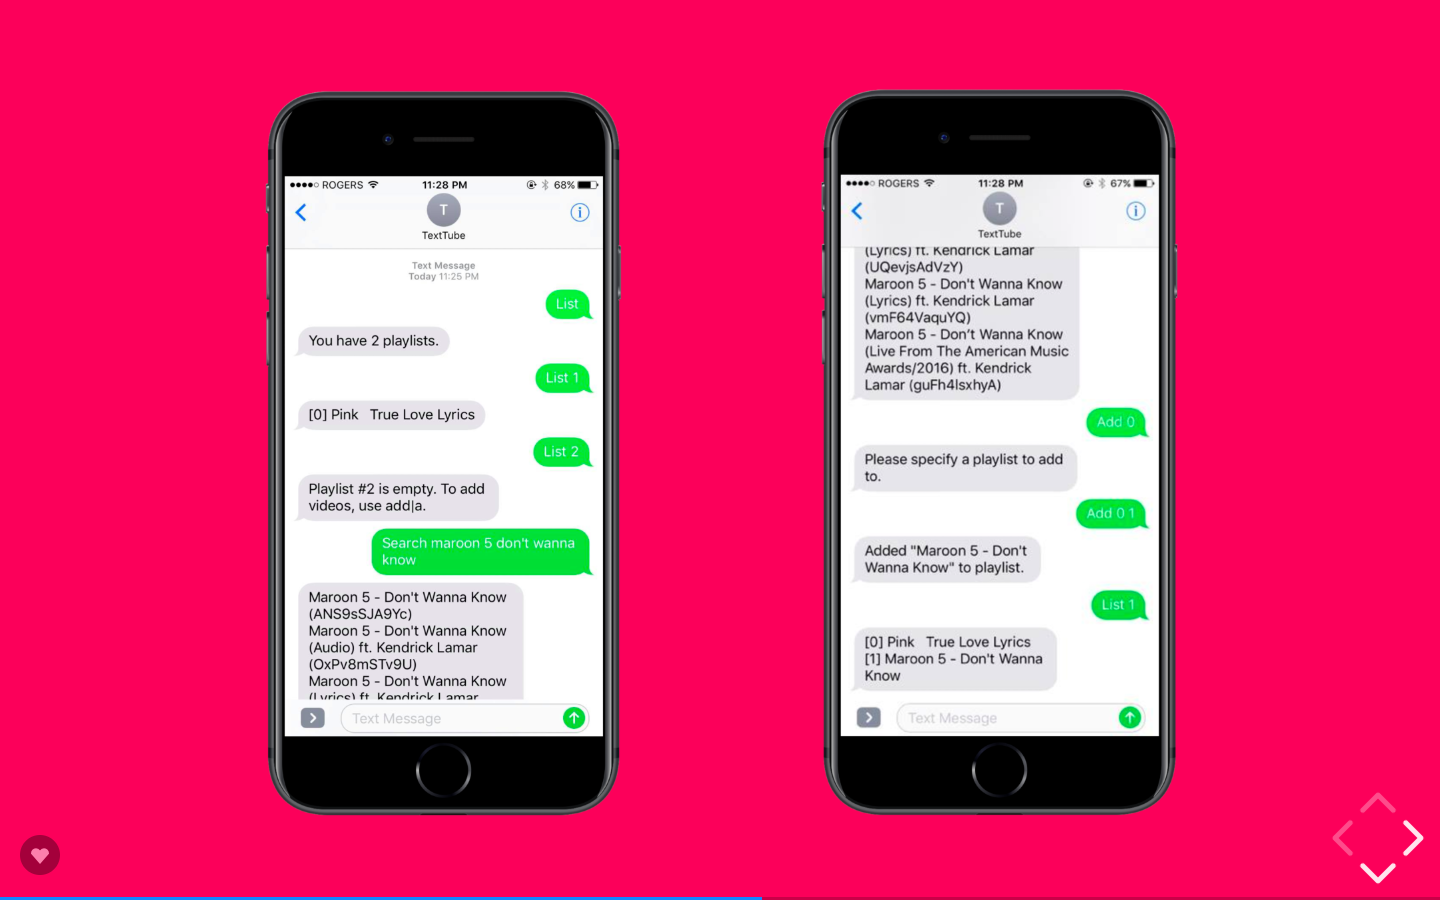 ROGERS 11:28 PM 68%
T
TextTube
Text Message
Today 11:25 PM
List
You have 2 playlists.
List 1
[0] Pink   True Love Lyrics
List 2
Playlist #2 is empty. To add
videos, use add|a.
Search maroon 5 don't wanna
know
Maroon 5 - Don't Wanna Know
(ANS9sSJA9Yc)
Maroon 5 - Don't Wanna Know
(Audio) ft. Kendrick Lamar
(OxPv8mSTv9U)
Maroon 5 - Don't Wanna Know
(Lyrics) ft. Kendrick Lamar
Text Message
ROGERS 11:28 PM 67%
T
TextTube
(Lyrics) ft. Kendrick Lamar
(UQevjsAdVzY)
Maroon 5 - Don't Wanna Know
(Lyrics) ft. Kendrick Lamar
(vmF64VaquYQ)
Maroon 5 - Don’t Wanna Know
(Live From The American Music
Awards/2016) ft. Kendrick
Lamar (guFh4lsxhyA)
Add 0
Please specify a playlist to add
to.
Add 0 1
Added "Maroon 5 - Don't
Wanna Know" to playlist.
List 1
[0] Pink   True Love Lyrics
[1] Maroon 5 - Don't Wanna
Know
Text Message